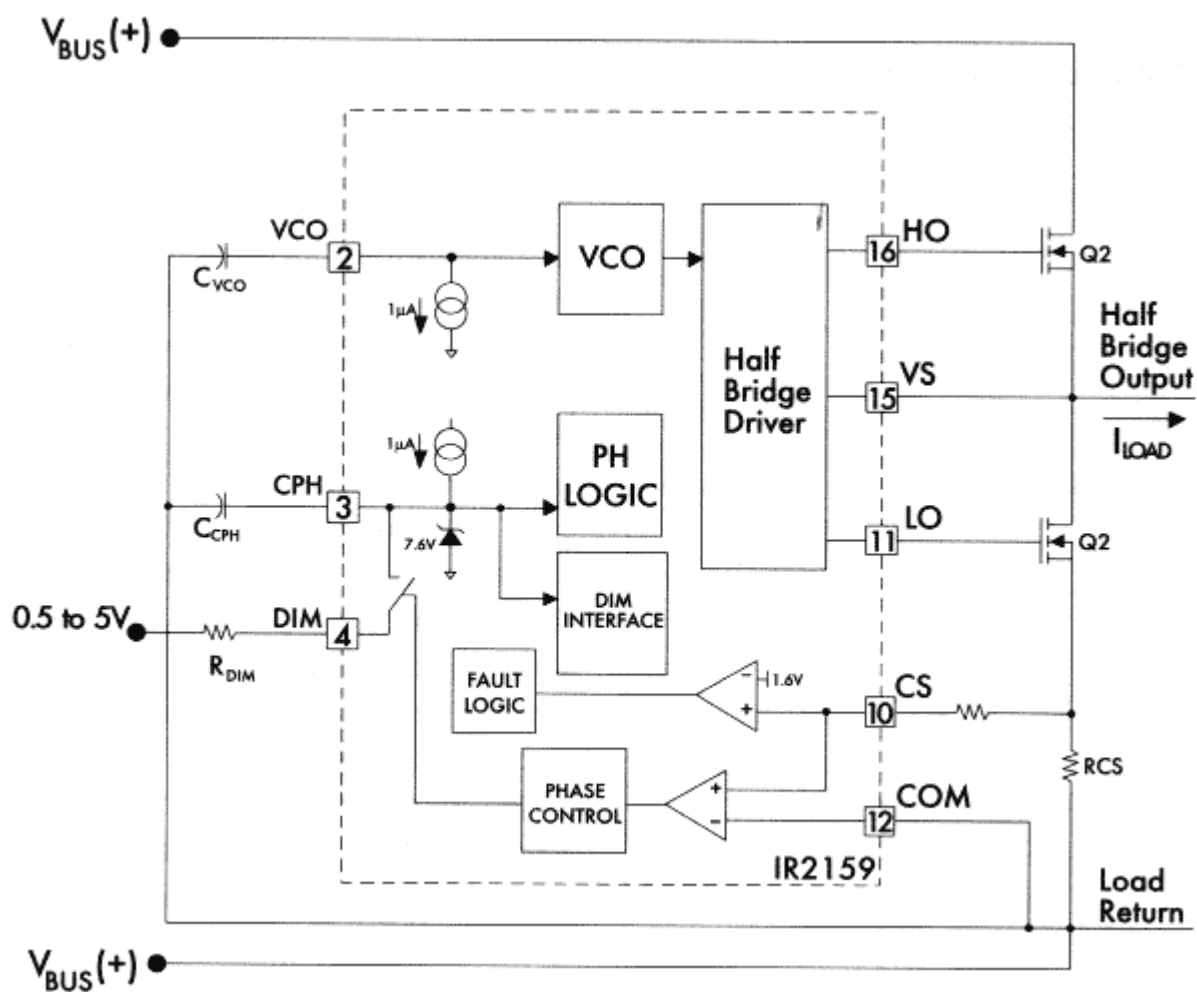 VBUS(+)
VCO
2
CVCO
1μA
VCO
Half
Bridge
Driver
16
HO
Q2
Half
Bridge
Output
15
VS
ILOAD
1μA
CPH
3
CCPH
7.6V
PH
LOGIC
11
LO
Q2
0.5 to 5V
DIM
4
RDIM
DIM
INTERFACE
FAULT
LOGIC
−
+
1.6V
10
CS
RCS
PHASE
CONTROL
+
−
12
COM
IR2159
Load
Return
VBUS(+)